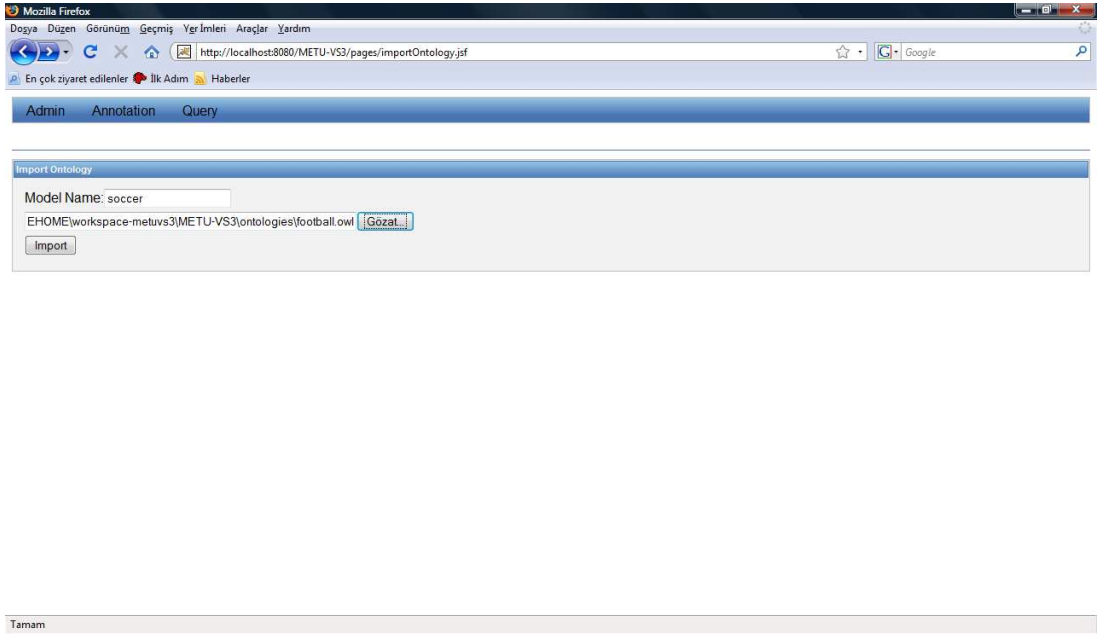 Mozilla Firefox
Dosya Düzen Görünüm Geçmiş Yer İmleri Araçlar Yardım
http://localhost:8080/METU-VS3/pages/importOntology.jsf
G Google
En çok ziyaret edilenler İlk Adım Haberler
Admin Annotation Query
Import Ontology
Model Name: soccer
EHOME\workspace-metuvs3\METU-VS3\ontologies\football.owl Gözat...
Import
Tamam